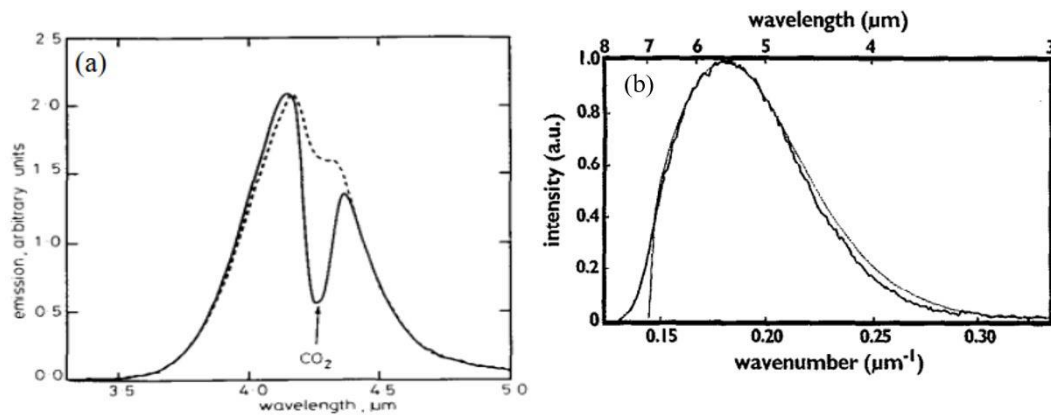 (a)
2 5
2·0
1 5
1·0
0 5
0 0
3 5
4 0
4 5
5 0
emission, arbitrary units
wavelength, μm
CO2
wavelength (μm)
8 7 6 5 4 3
(b)
1.0
0.8
0.6
0.4
0.2
0
intensity (a.u.)
0.15 0.20 0.25 0.30
wavenumber (μm-1)